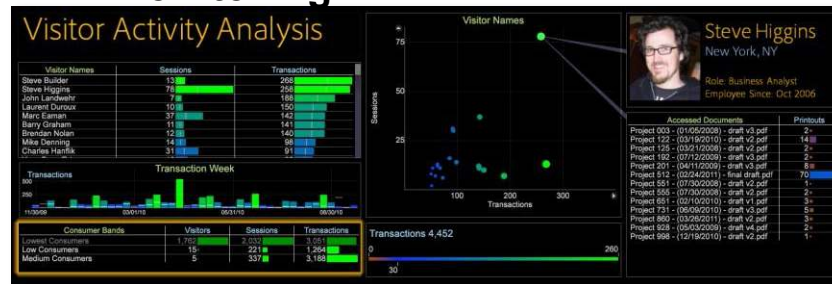 Visitor Activity Analysis
Visitor Names Sessions Transactions
Steve Builder 13 268
Steve Higgins 78 258
John Landwehr 7 188
Laurent Duroux 10 150
Marc Eaman 37 142
Barry Graham 11 141
Brendan Nolan 12 140
Mike Denning 14 98
Charles Hanflik 31 91
Transaction Week
Transactions
500
250
11/30/09 03/01/10 05/31/10 08/30/10
Consumer Bands Visitors Sessions Transactions
Lowest Consumers 1,762 2,032 3,051
Low Consumers 15 221 1,264
Medium Consumers 5 337 3,188
Visitor Names
75
50
25
Sessions
100 200 300
Transactions
Transactions 4,452
0 260
30
Steve Higgins
New York, NY
Role: Business Analyst
Employee Since: Oct 2006
Accessed Documents Printouts
Project 003 - (01/05/2008) - draft v3.pdf 2
Project 122 - (03/19/2010) - draft v2.pdf 14
Project 125 - (03/21/2008) - draft v2.pdf 2
Project 192 - (07/12/2009) - draft v3.pdf 2
Project 201 - (04/11/2009) - draft v3.pdf 8
Project 512 - (02/24/2011) - final draft.pdf 70
Project 551 - (07/30/2008) - draft v2.pdf 1
Project 555 - (07/30/2008) - draft v2.pdf 2
Project 651 - (02/10/2010) - draft v1.pdf 3
Project 731 - (06/09/2010) - draft v3.pdf 5
Project 860 - (03/26/2011) - draft v2.pdf 3
Project 928 - (05/03/2009) - draft v4.pdf 2
Project 998 - (12/19/2010) - draft v2.pdf 1